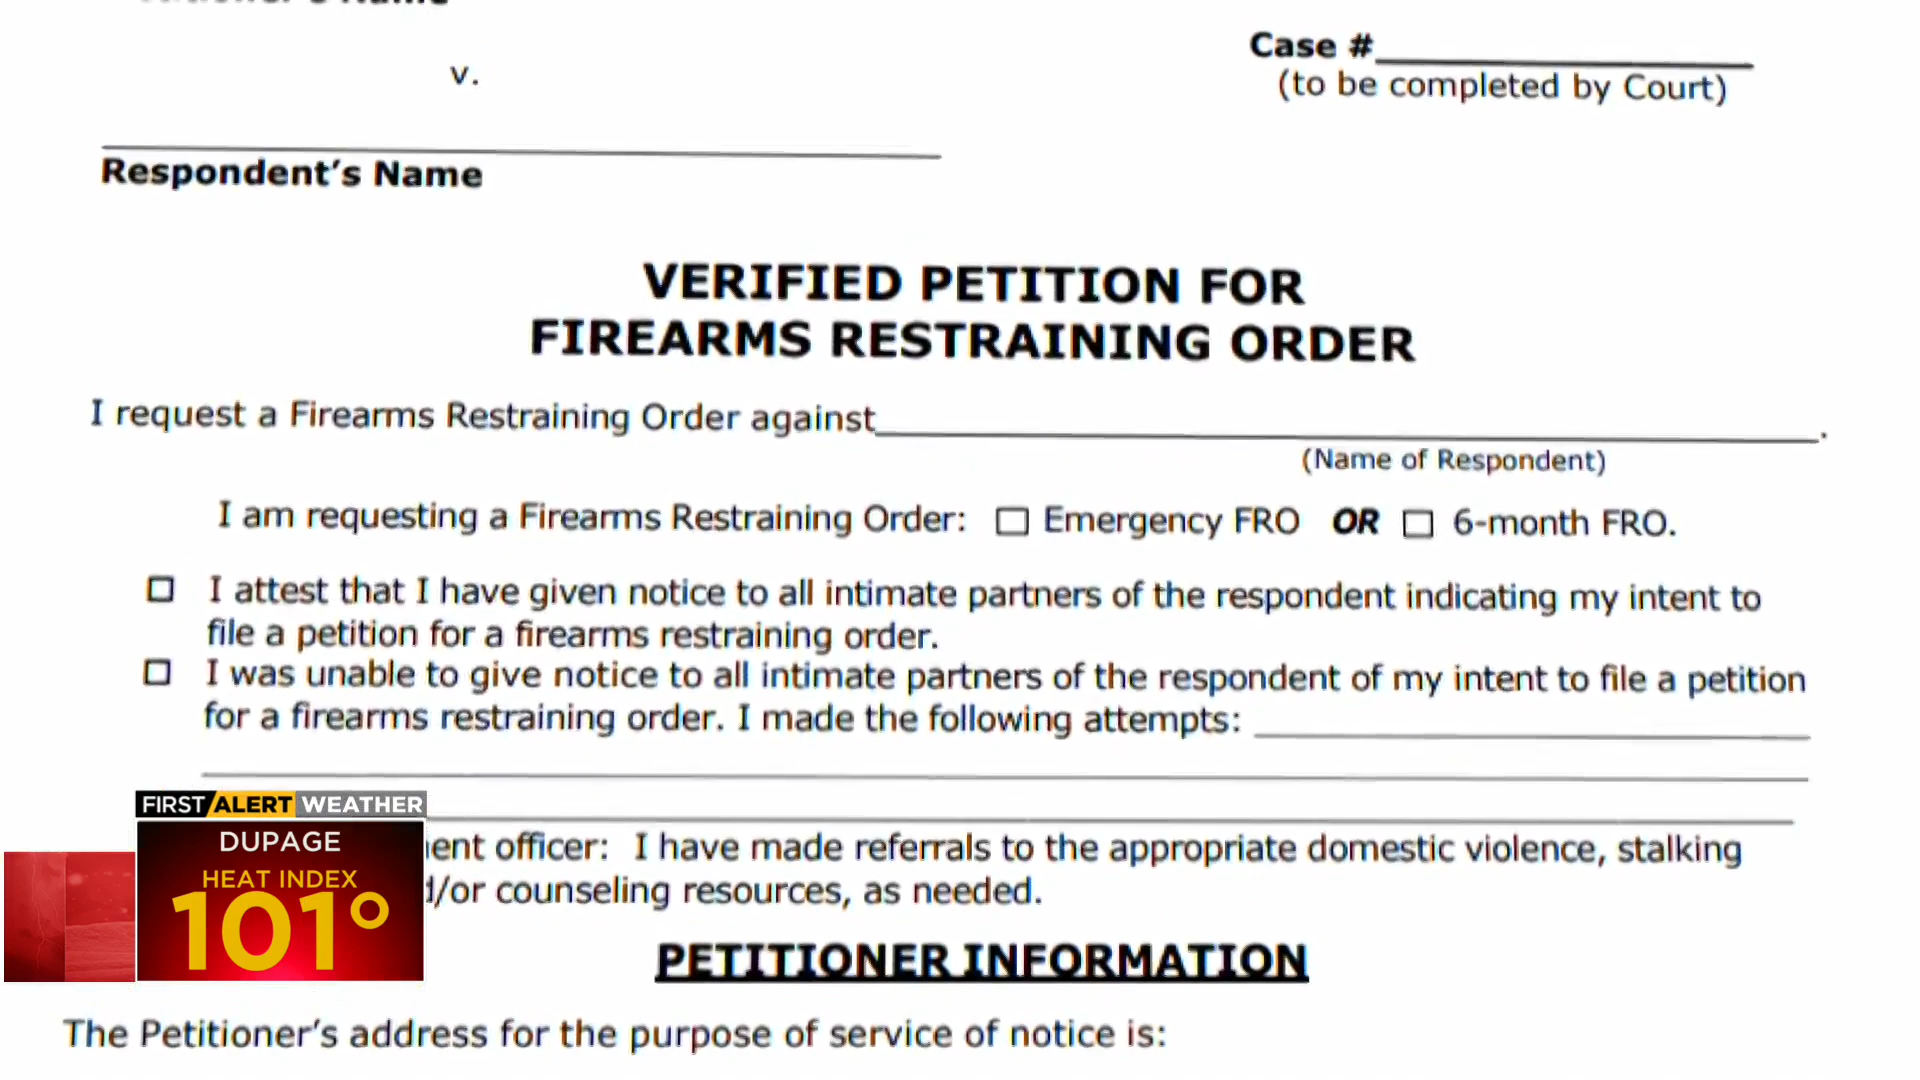 Name
Case #
v.
(to be completed by Court)
Respondent's Name
VERIFIED PETITION FOR
FIREARMS RESTRAINING ORDER
I request a Firearms Restraining Order against
(Name of Respondent)
I am requesting a Firearms Restraining Order: □ Emergency FRO OR □ 6-month FRO.
□ I attest that I have given notice to all intimate partners of the respondent indicating my intent to
file a petition for a firearms restraining order.
□ I was unable to give notice to all intimate partners of the respondent of my intent to file a petition
for a firearms restraining order. I made the following attempts:
FIRST ALERT WEATHER
DUPAGE
HEAT INDEX
101°
officer: I have made referrals to the appropriate domestic violence, stalking
/or counseling resources, as needed.
PETITIONER INFORMATION
The Petitioner's address for the purpose of service of notice is: